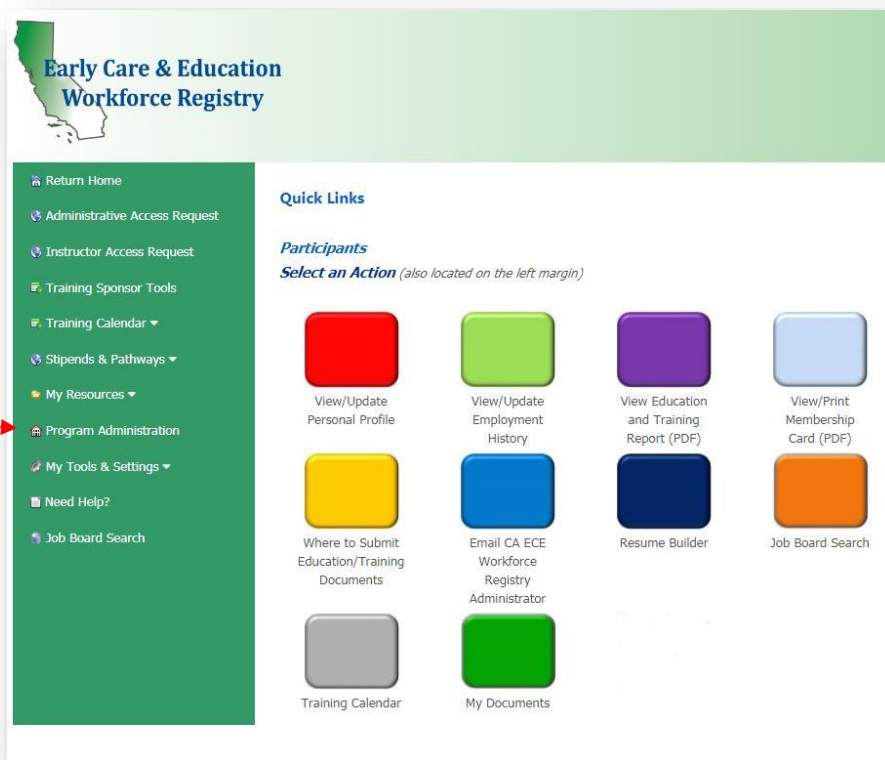 Early Care & Education
Workforce Registry
Return Home
Administrative Access Request
Instructor Access Request
Training Sponsor Tools
Training Calendar
Stipends & Pathways
My Resources
Program Administration
My Tools & Settings
Need Help?
Job Board Search
Quick Links
Participants
Select an Action (also located on the left margin)
View/Update
Personal Profile
View/Update
Employment
History
View Education
and Training
Report (PDF)
View/Print
Membership
Card (PDF)
Where to Submit
Education/Training
Documents
Email CA ECE
Workforce
Registry
Administrator
Resume Builder
Job Board Search
Training Calendar
My Documents